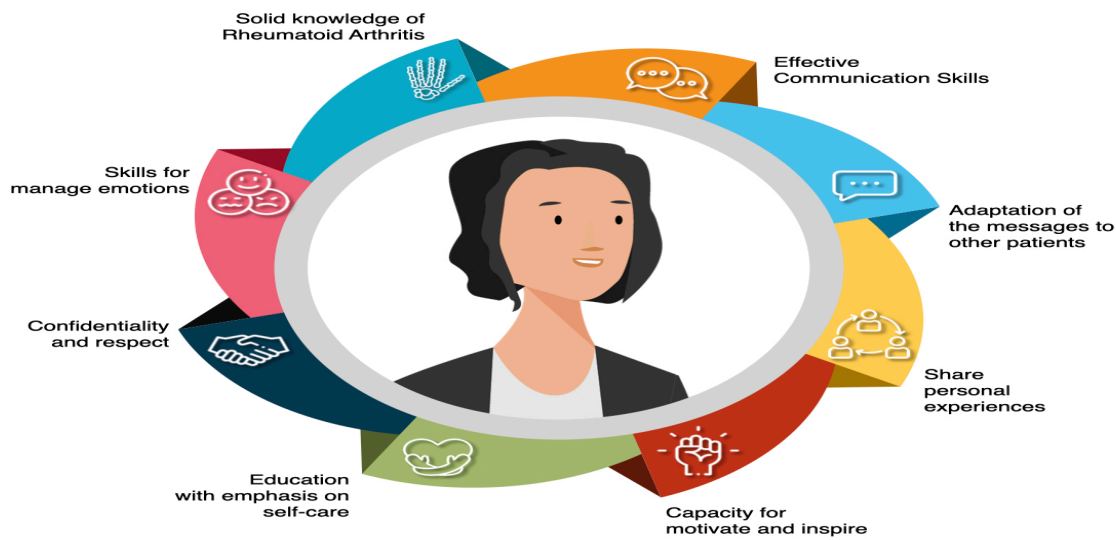 Solid knowledge of
Rheumatoid Arthritis
Effective
Communication Skills
Adaptation of
the messages to
other patients
Share
personal
experiences
Capacity for
motivate and inspire
Education
with emphasis on
self-care
Confidentiality
and respect
Skills for
manage emotions